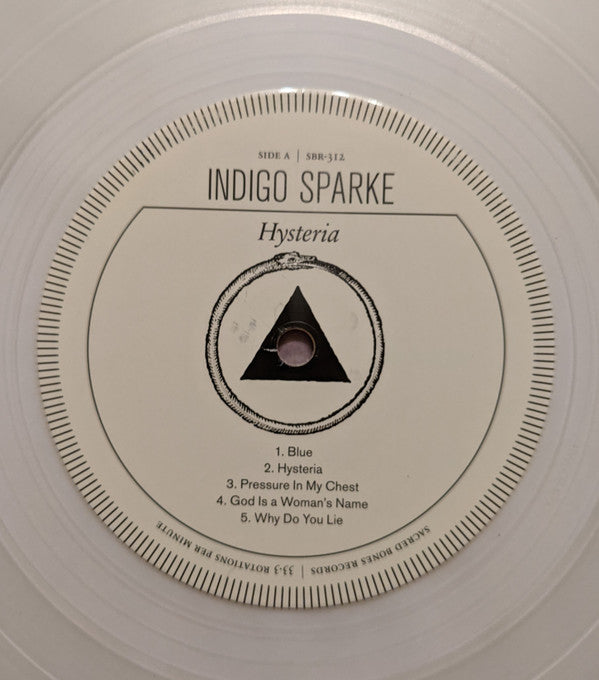 SIDE A | SBR-312
INDIGO SPARKE
Hysteria
1. Blue
2. Hysteria
3. Pressure In My Chest
4. God Is a Woman's Name
5. Why Do You Lie
SACRED BONES RECORDS | 33.3 ROTATIONS PER MINUTE